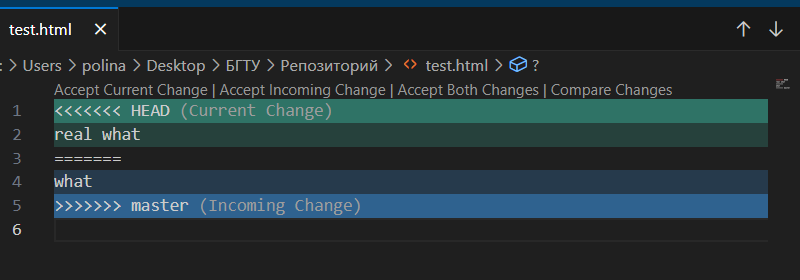 test.html
: > Users > polina > Desktop > БГТУ > Репозиторий > test.html > ?
Accept Current Change | Accept Incoming Change | Accept Both Changes | Compare Changes
1 <<<<<<< HEAD (Current Change)
2 real what
3 =======
4 what
5 >>>>>>> master (Incoming Change)
6